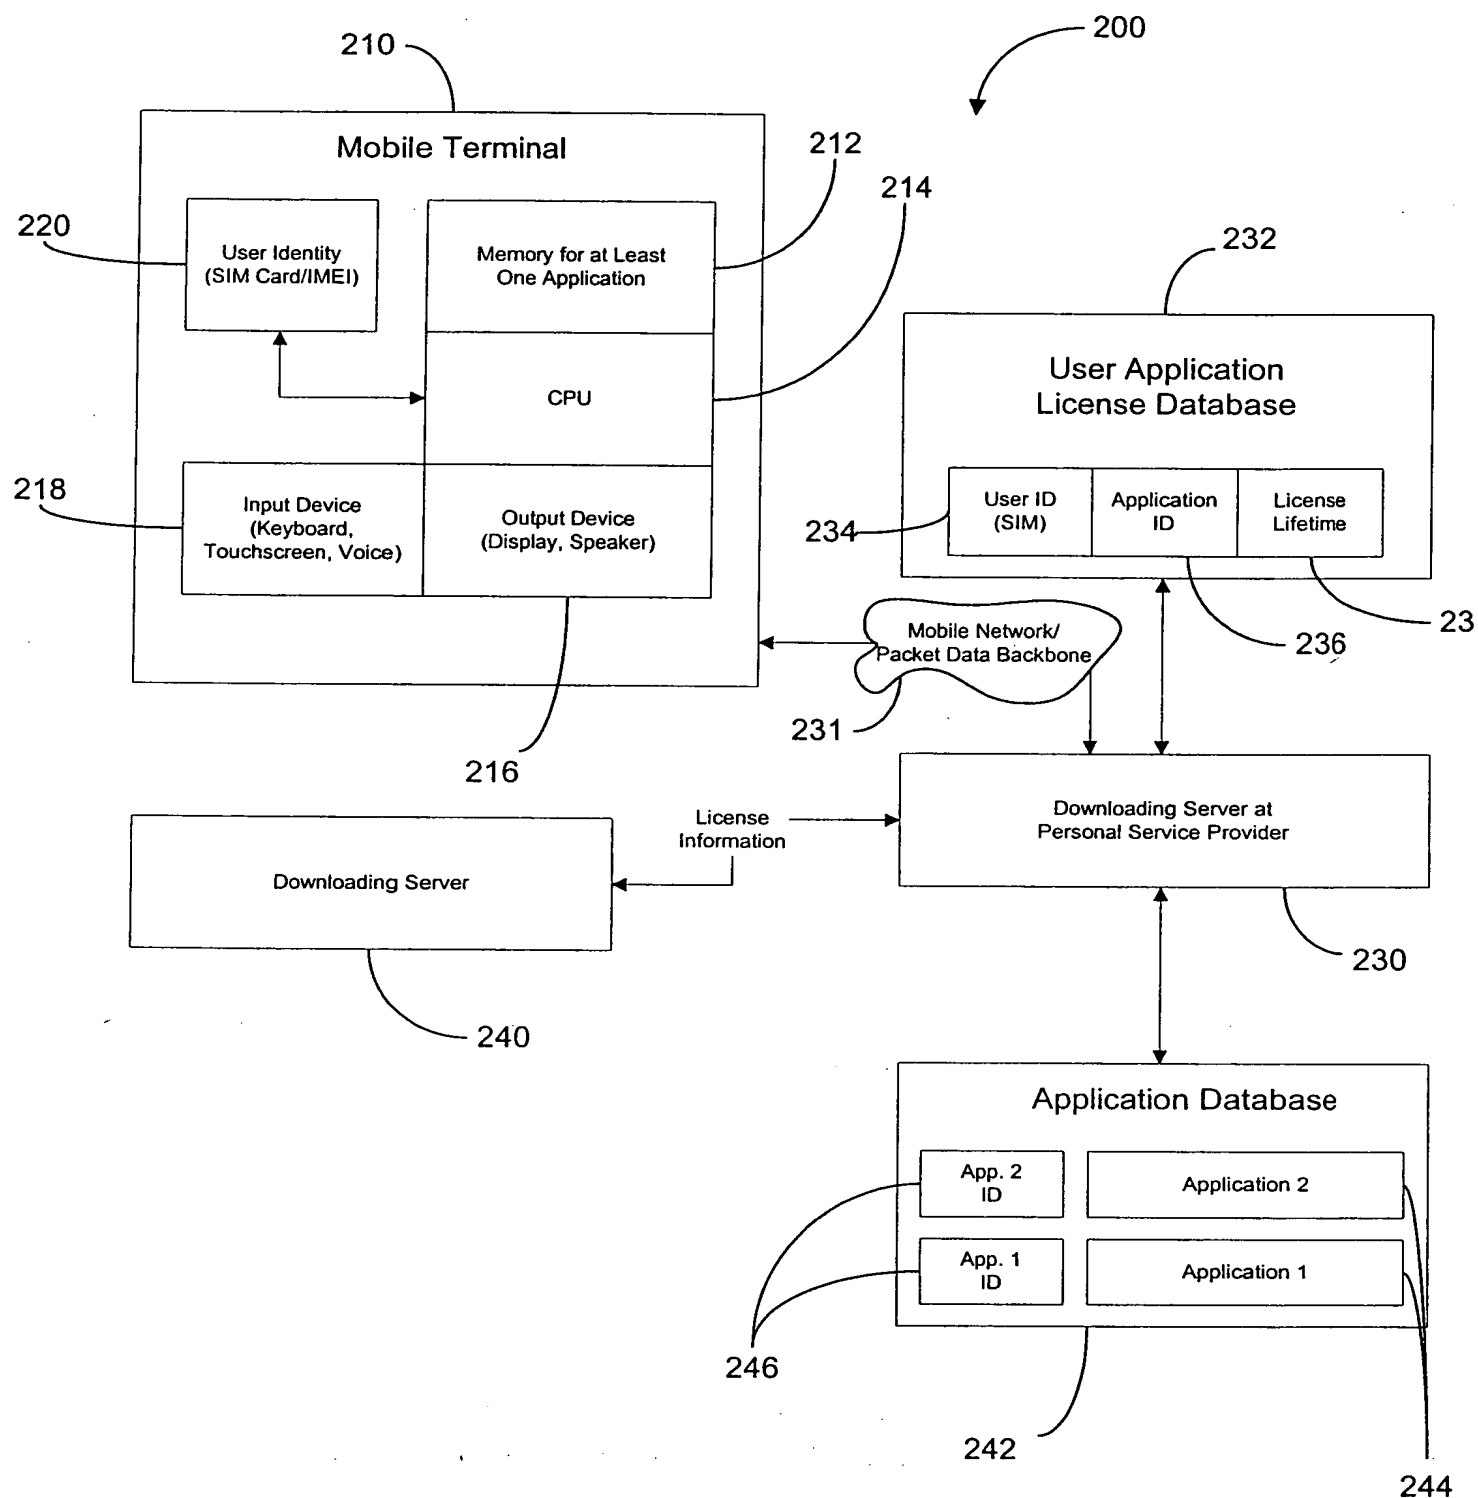 200
210
Mobile Terminal
212
214
220
User Identity
(SIM Card/IMEI)
Memory for at Least
One Application
232
CPU
User Application
License Database
218
Input Device
(Keyboard,
Touchscreen, Voice)
Output Device
(Display, Speaker)
234
User ID
(SIM)
Application
ID
License
Lifetime
23
236
Mobile Network/
Packet Data Backbone
231
216
License
Information
Downloading Server at
Personal Service Provider
Downloading Server
230
240
Application Database
App. 2
ID
Application 2
App. 1
ID
Application 1
246
242
244